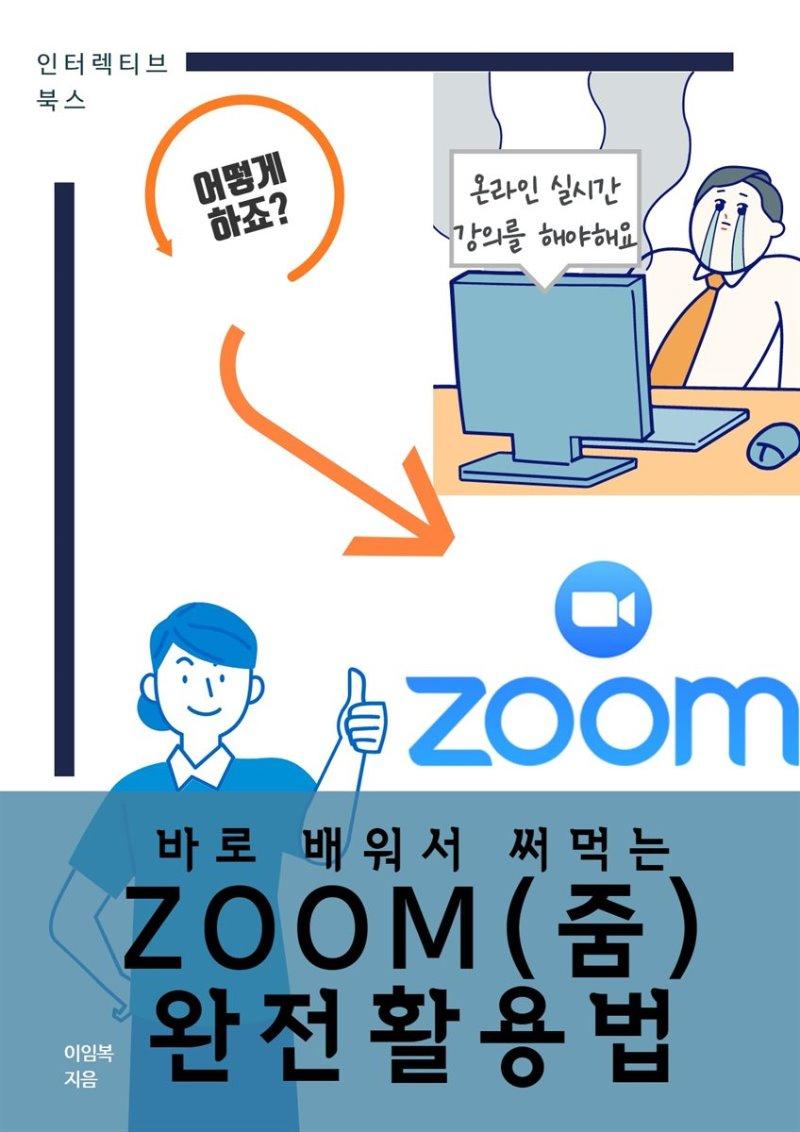 인터렉티브
북스
어떻게
하죠?
온라인 실시간
강의를 해야해요
zoom
바로 배워서 써먹는
ZOOM(줌)
완전활용법
이임복
지음